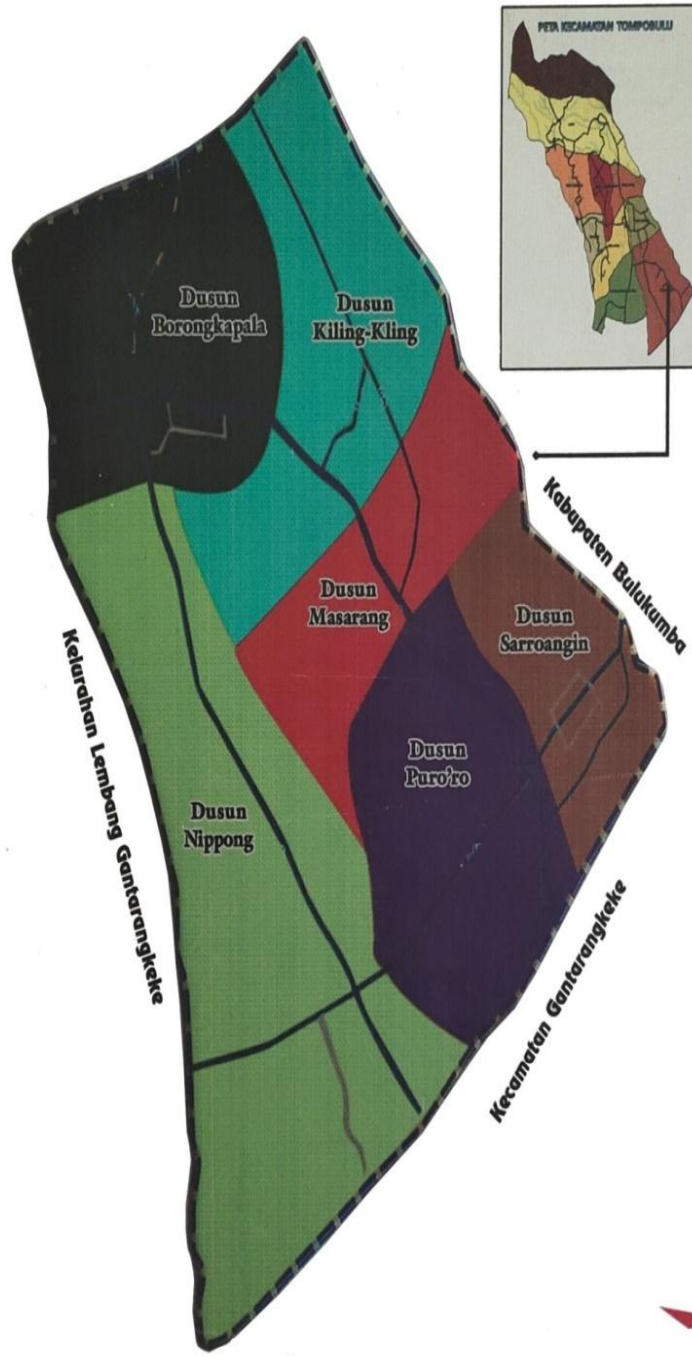 PETA KECAMATAN TOMPOBULU
Dusun
Borongkapala
Dusun
Kiling-Kling
Kabupaten Bulukumba
Dusun
Masarang
Dusun
Sarroangin
Kelurahan Lembang Gantarangkeke
Dusun
Puro'ro
Dusun
Nippong
Kecamatan Gantarangkeke